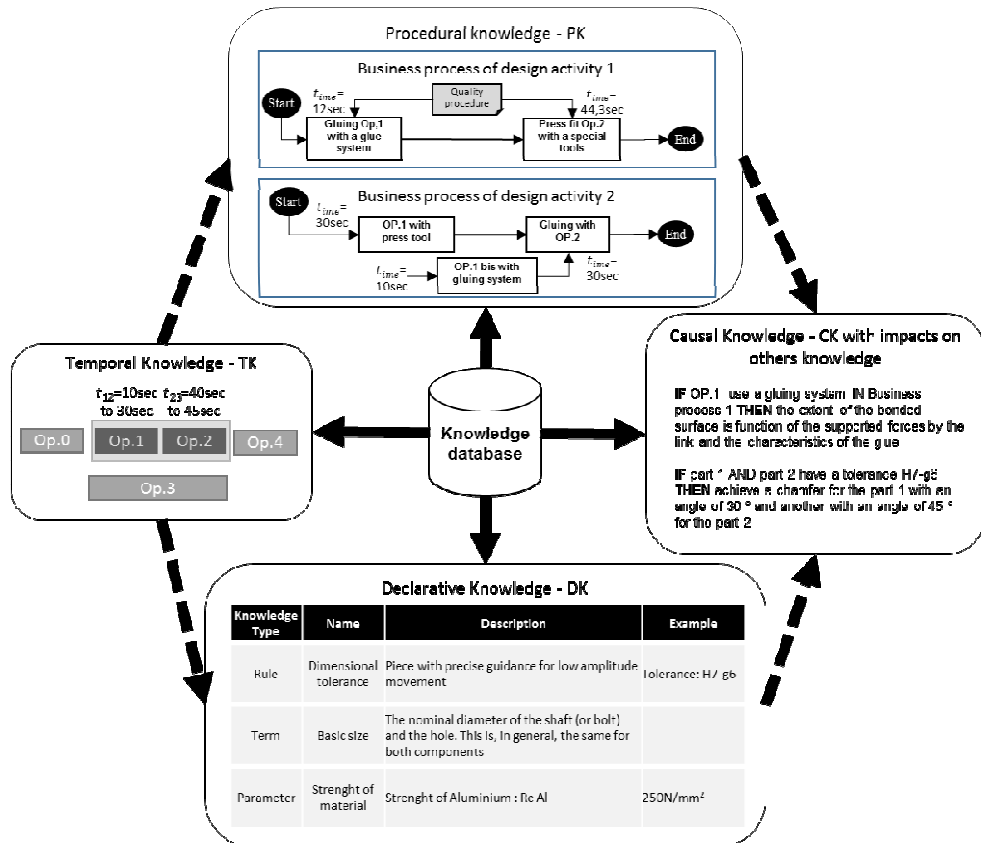 Procedural knowledge - PK
Business process of design activity 1
Start
t_ime=
12sec
Quality
procedure
t_ime=
44,3sec
Gluing Op,1
with a glue
system
Press fit Op.2
with a special
tools
End
Business process of design activity 2
Start
t_ime=
30sec
OP.1 with
press tool
Gluing with
OP.2
End
t_ime=
10sec
OP.1 bis with
gluing system
t_ime=
30sec
Temporal Knowledge - TK
t12=10sec t23=40sec
to 30sec to 45sec
Op.0 Op.1 Op.2 Op.4
Op.3
Knowledge
database
Causal Knowledge - CK with impacts on
others knowledge
IF OP.1 use a gluing system IN Business
process 1 THEN the extent of the bonded
surface is function of the supported forces by the
link and the characteristics of the glue
IF part 1 AND part 2 have a tolerance H7-g6
THEN achieve a chamfer for the part 1 with an
angle of 30 ° and another with an angle of 45 °
for the part 2
Declarative Knowledge - DK
Knowledge
Type
Name
Description
Example
Rule
Dimensional
tolerance
Piece with precise guidance for low amplitude
movement
Tolerance: H7-g6
Term
Basic size
The nominal diameter of the shaft (or bolt)
and the hole. This is, in general, the same for
both components
Parameter
Strenght of
material
Strenght of Aluminium : Re Al
250N/mm²